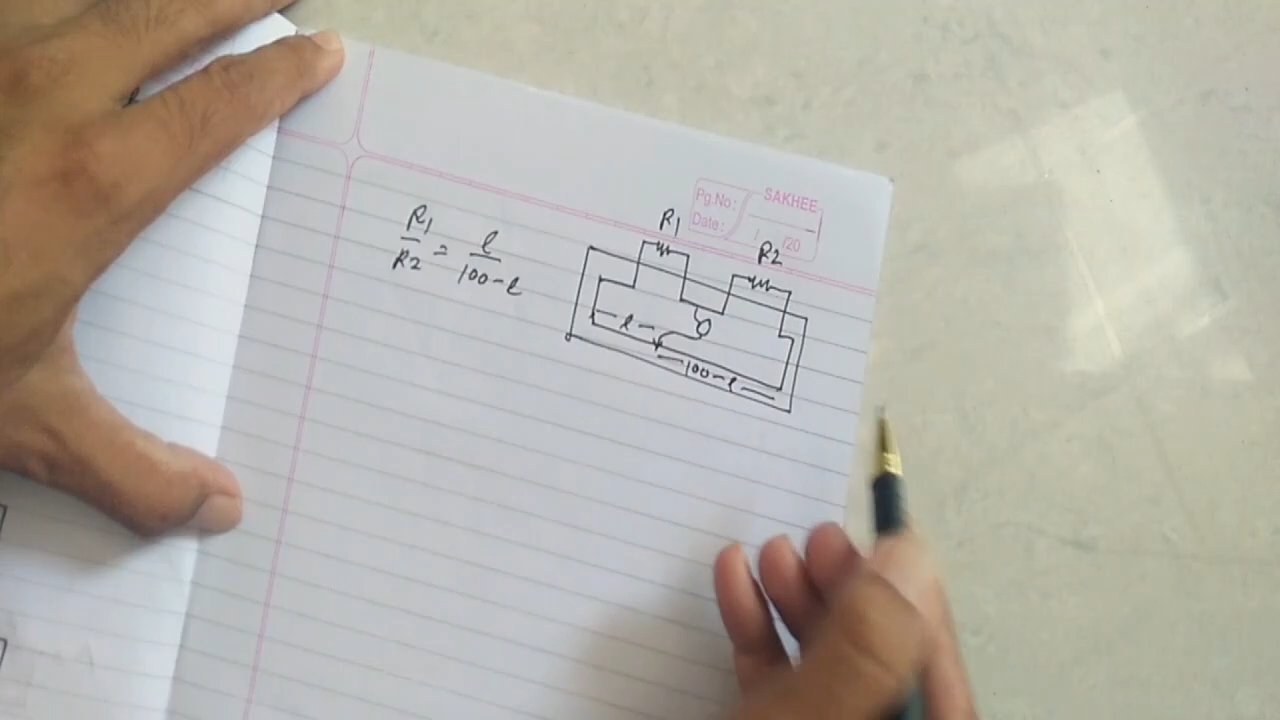 Pg.No: SAKHEE
Date: / /20
R1
R2
R1/R2 = l/100-l
l
100-l